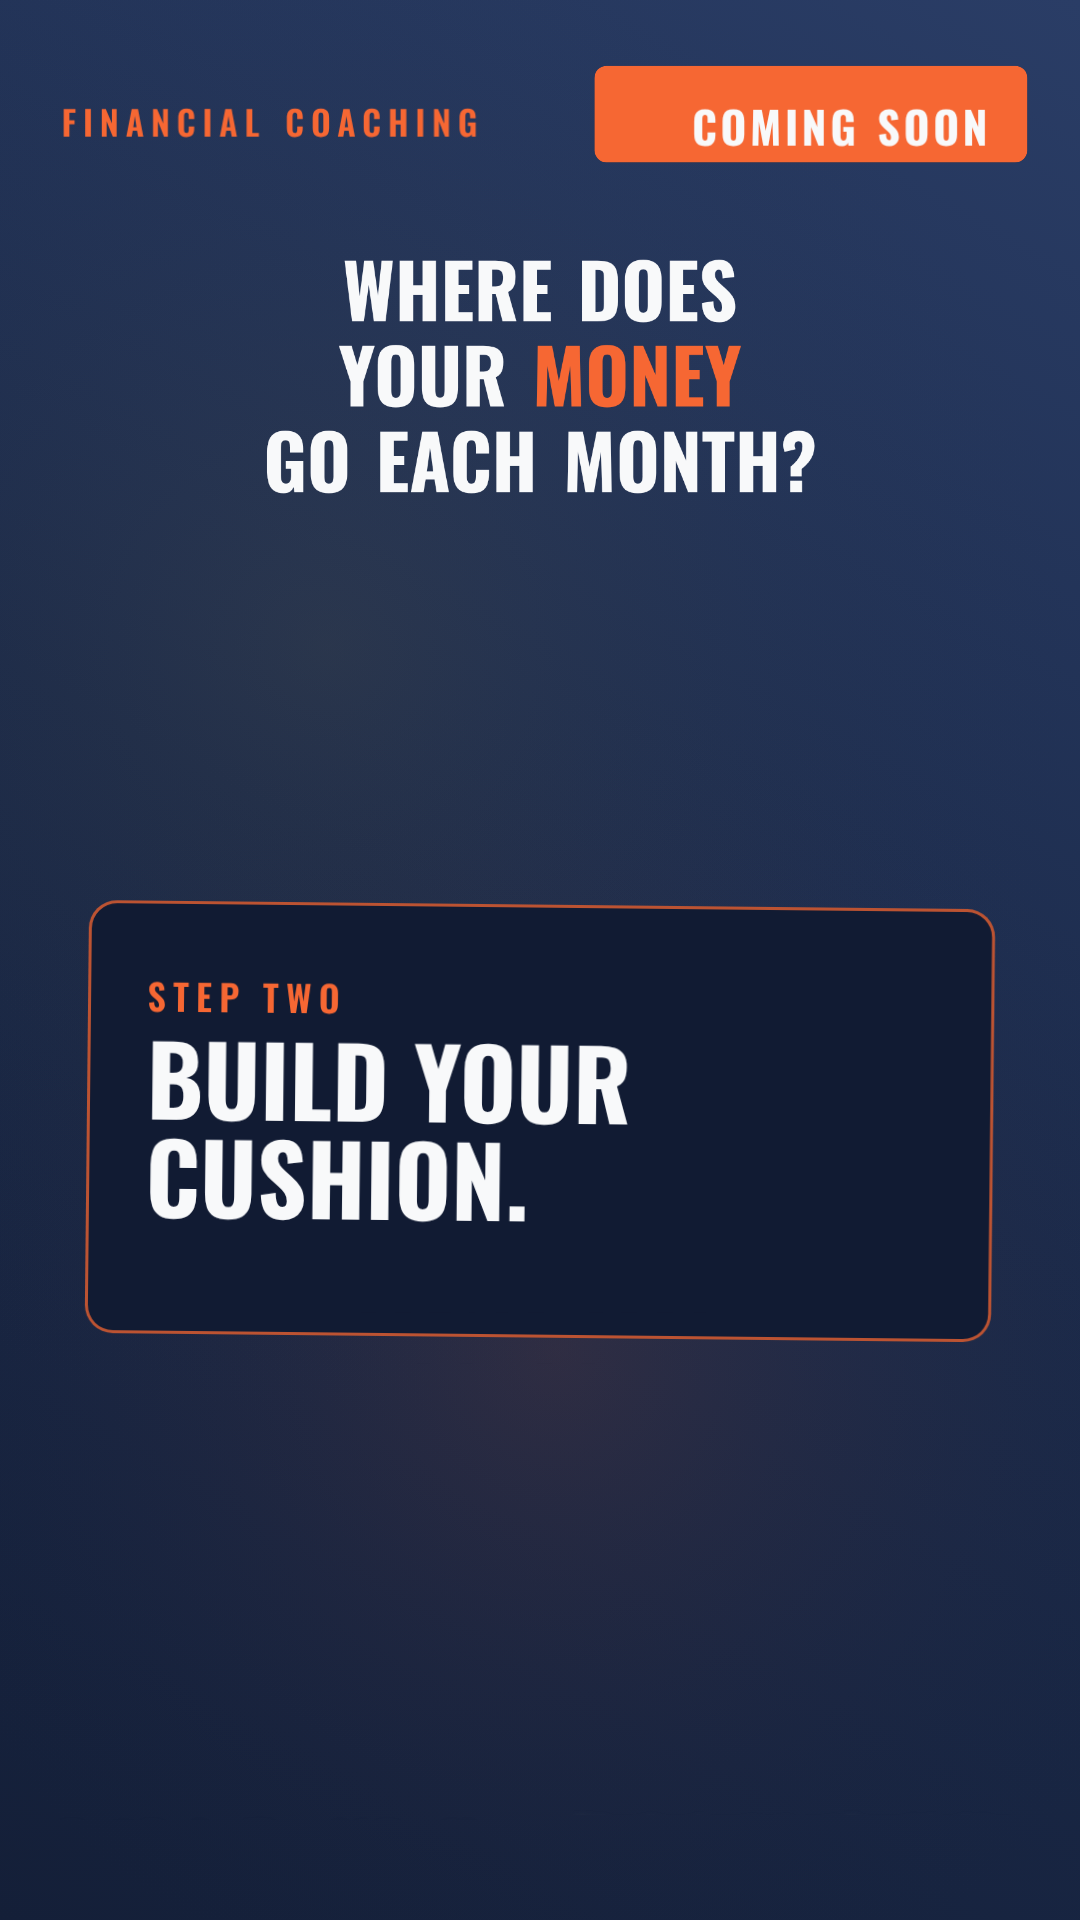 FINANCIAL COACHING
COMING SOON
WHERE DOES
YOUR MONEY
GO EACH MONTH?
STEP TWO
BUILD YOUR
CUSHION.